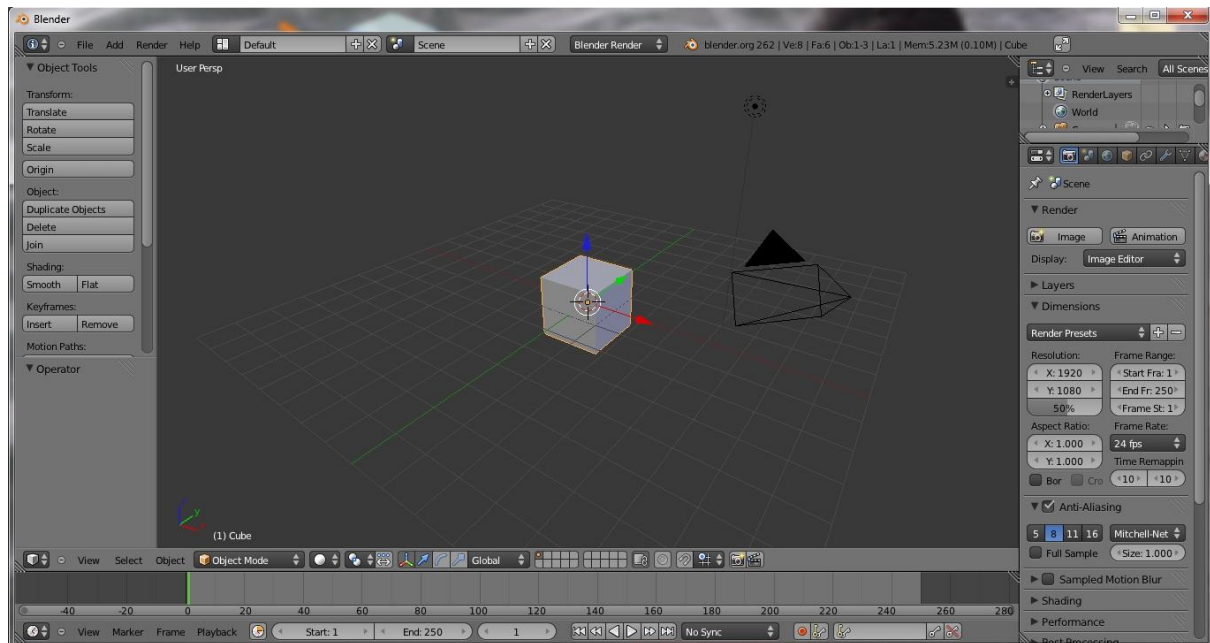 Blender
File Add Render Help Default Scene Blender Render blender.org 262 | Ve:8 | Fa:6 | Ob:1-3 | La:1 | Mem:5.23M (0.10M) | Cube
Object Tools
Transform:
Translate
Rotate
Scale
Origin
Object:
Duplicate Objects
Delete
Join
Shading:
Smooth Flat
Keyframes:
Insert Remove
Motion Paths:
Operator
User Persp
y
(1) Cube
View Search All Scenes
RenderLayers
World
Scene
Render
Image Animation
Display: Image Editor
Layers
Dimensions
Render Presets
Resolution: Frame Range:
X: 1920 Start Fra: 1
Y: 1080 End Fr: 250
50% Frame St: 1
Aspect Ratio: Frame Rate:
X: 1.000 24 fps
Y: 1.000 Time Remappin
Bor Cro 10 10
Anti-Aliasing
5 8 11 16 Mitchell-Net
Full Sample Size: 1.000
Sampled Motion Blur
Shading
Performance
Post Processing
View Select Object Object Mode Global
-40 -20 0 20 40 60 80 100 120 140 160 180 200 220 240 260 280
View Marker Frame Playback Start: 1 End: 250 1 No Sync